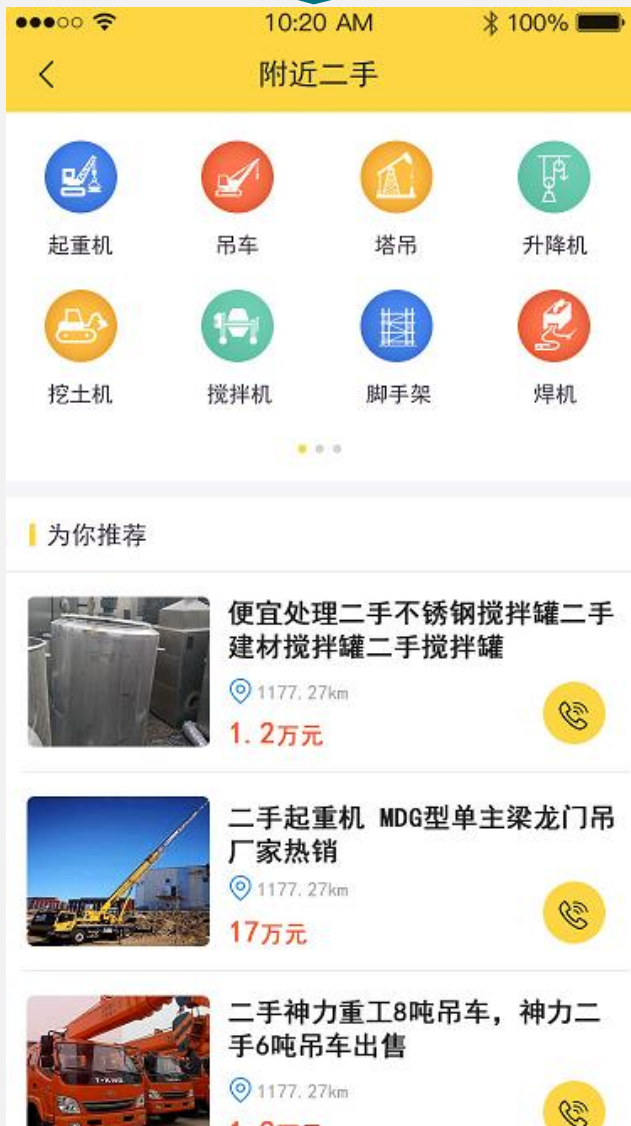 10:20 AM
100%
附近二手
起重机
吊车
塔吊
升降机
挖土机
搅拌机
脚手架
焊机
为你推荐
便宜处理二手不锈钢搅拌罐二手
建材搅拌罐二手搅拌罐
1177.27km
1.2万元
二手起重机 MDG型单主梁龙门吊
厂家热销
1177.27km
17万元
二手神力重工8吨吊车，神力二
手6吨吊车出售
1177.27km